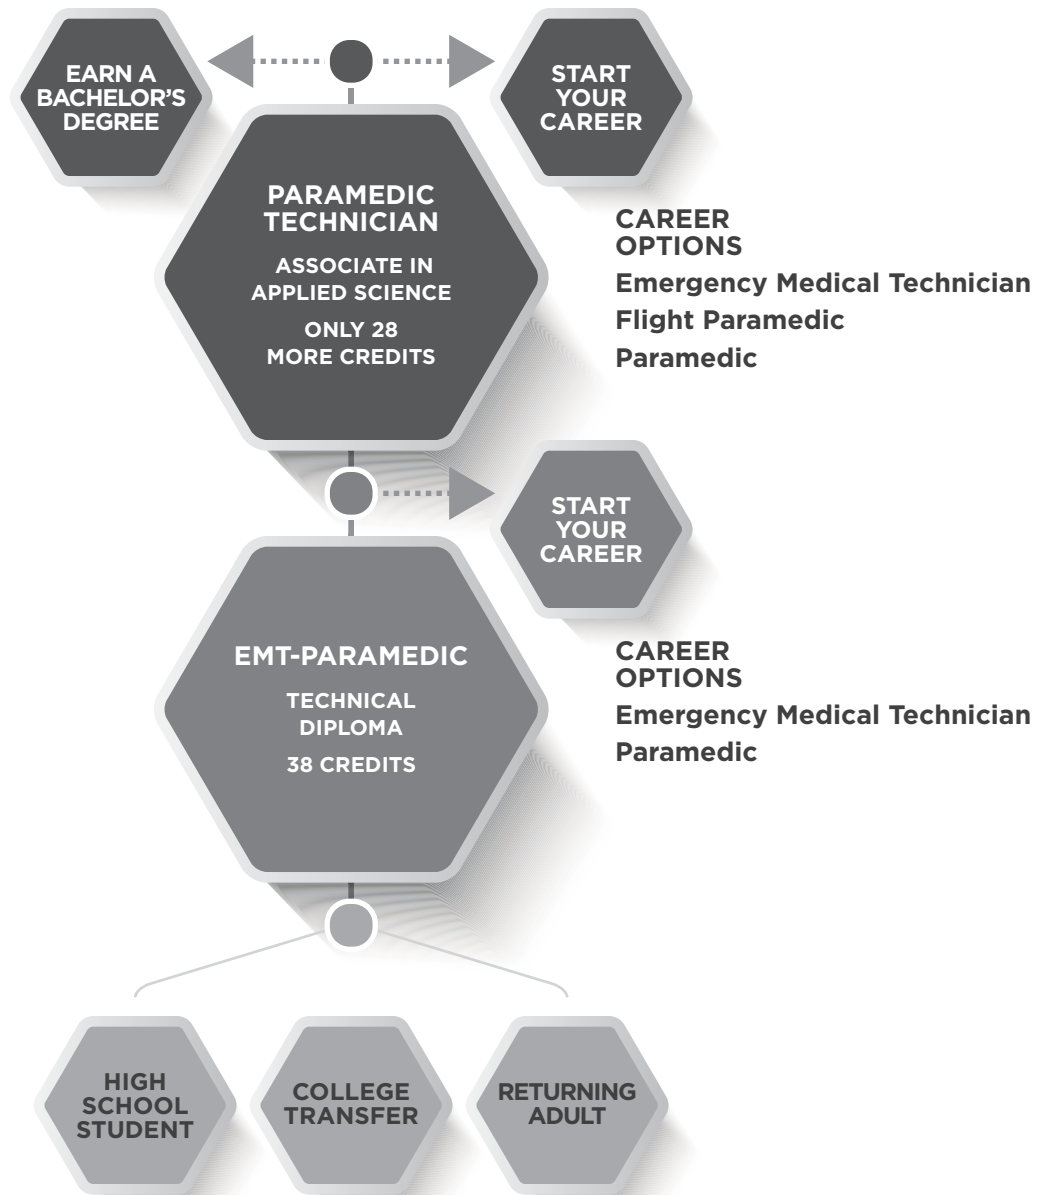 EARN A
BACHELOR'S
DEGREE
START
YOUR
CAREER
PARAMEDIC
TECHNICIAN
ASSOCIATE IN
APPLIED SCIENCE
ONLY 28
MORE CREDITS
CAREER
OPTIONS
Emergency Medical Technician
Flight Paramedic
Paramedic
START
YOUR
CAREER
EMT-PARAMEDIC
TECHNICAL
DIPLOMA
38 CREDITS
CAREER
OPTIONS
Emergency Medical Technician
Paramedic
HIGH
SCHOOL
STUDENT
COLLEGE
TRANSFER
RETURNING
ADULT